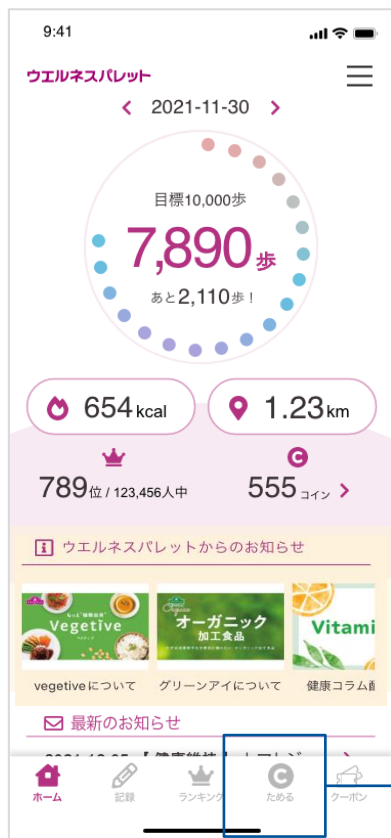 9:41
ウエルネスパレット
2021-11-30
目標10,000歩
7,890歩
あと2,110歩！
654kcal
1.23km
789位 / 123,456人中
555コイン
ウエルネスパレットからのお知らせ
Vegetive
オーガニック
加工食品
Vitami
vegetiveについて
グリーンアイについて
健康コラム配
最新のお知らせ
ホーム
記録
ランキング
ためる
クーポン